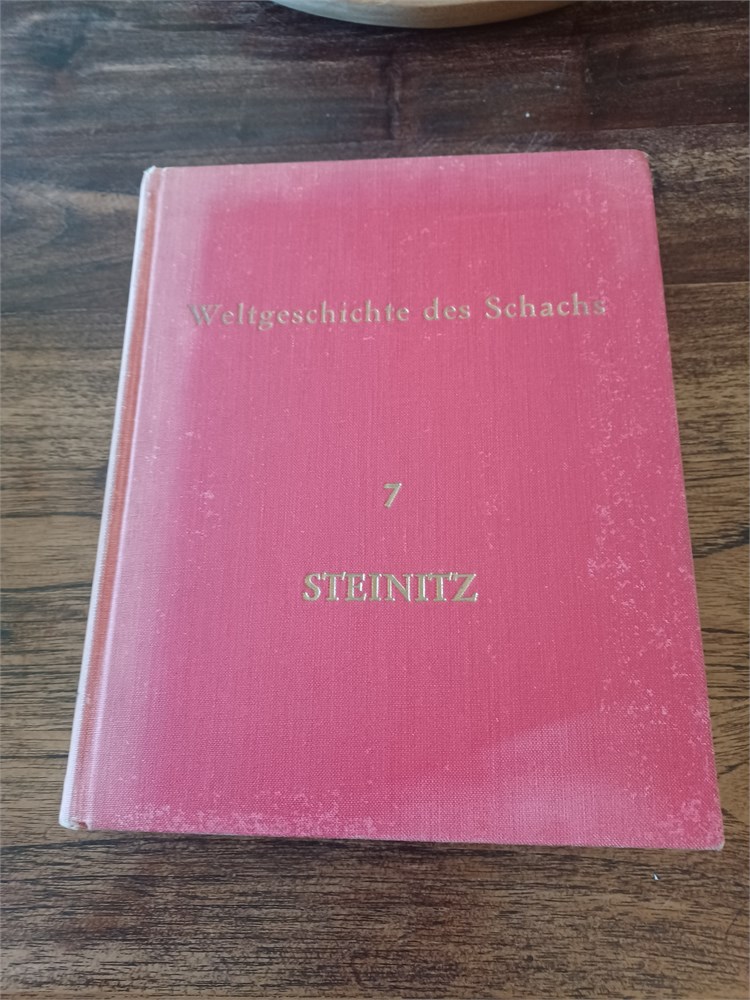 Weltgeschichte des Schachs
7
STEINITZ